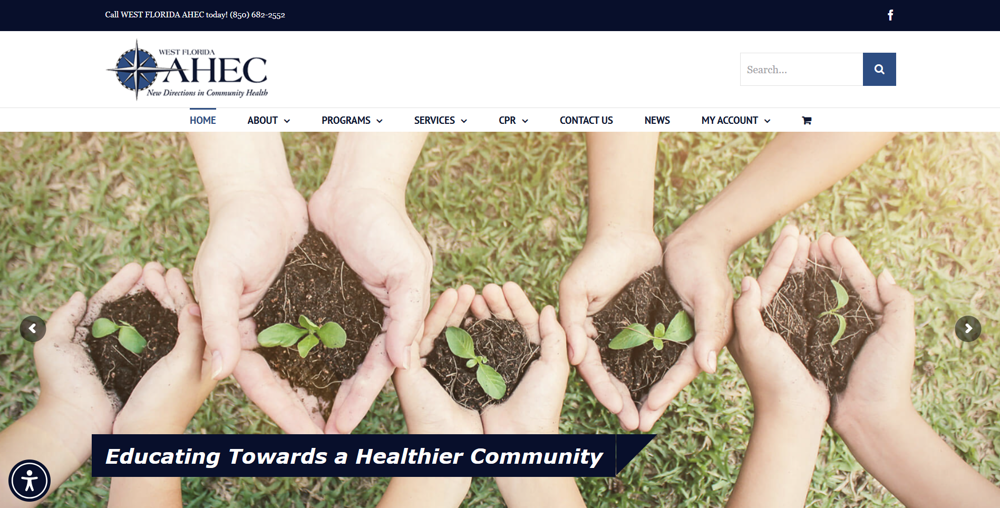 Call WEST FLORIDA AHEC today! (850) 682-2552
WEST FLORIDA
AHEC
New Directions in Community Health
Search...
HOME ABOUT PROGRAMS SERVICES CPR CONTACT US NEWS MY ACCOUNT
Educating Towards a Healthier Community